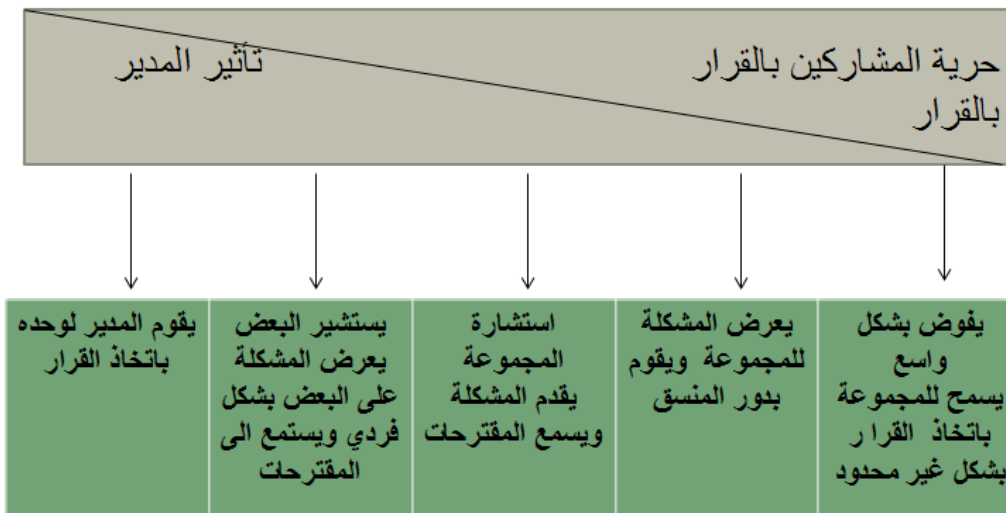 حرية المشاركين بالقرار
بالقرار
تأثير المدير
يفوض بشكل
واسع
يسمح للمجموعة
باتخاذ القرار
بشكل غير محدود
يعرض المشكلة
للمجموعة ويقوم
بدور المنسق
استشارة
المجموعة
يقدم المشكلة
ويسمع المقترحات
يستشير البعض
يعرض المشكلة
على البعض بشكل
فردي ويستمع الى
المقترحات
يقوم المدير لوحده
باتخاذ القرار